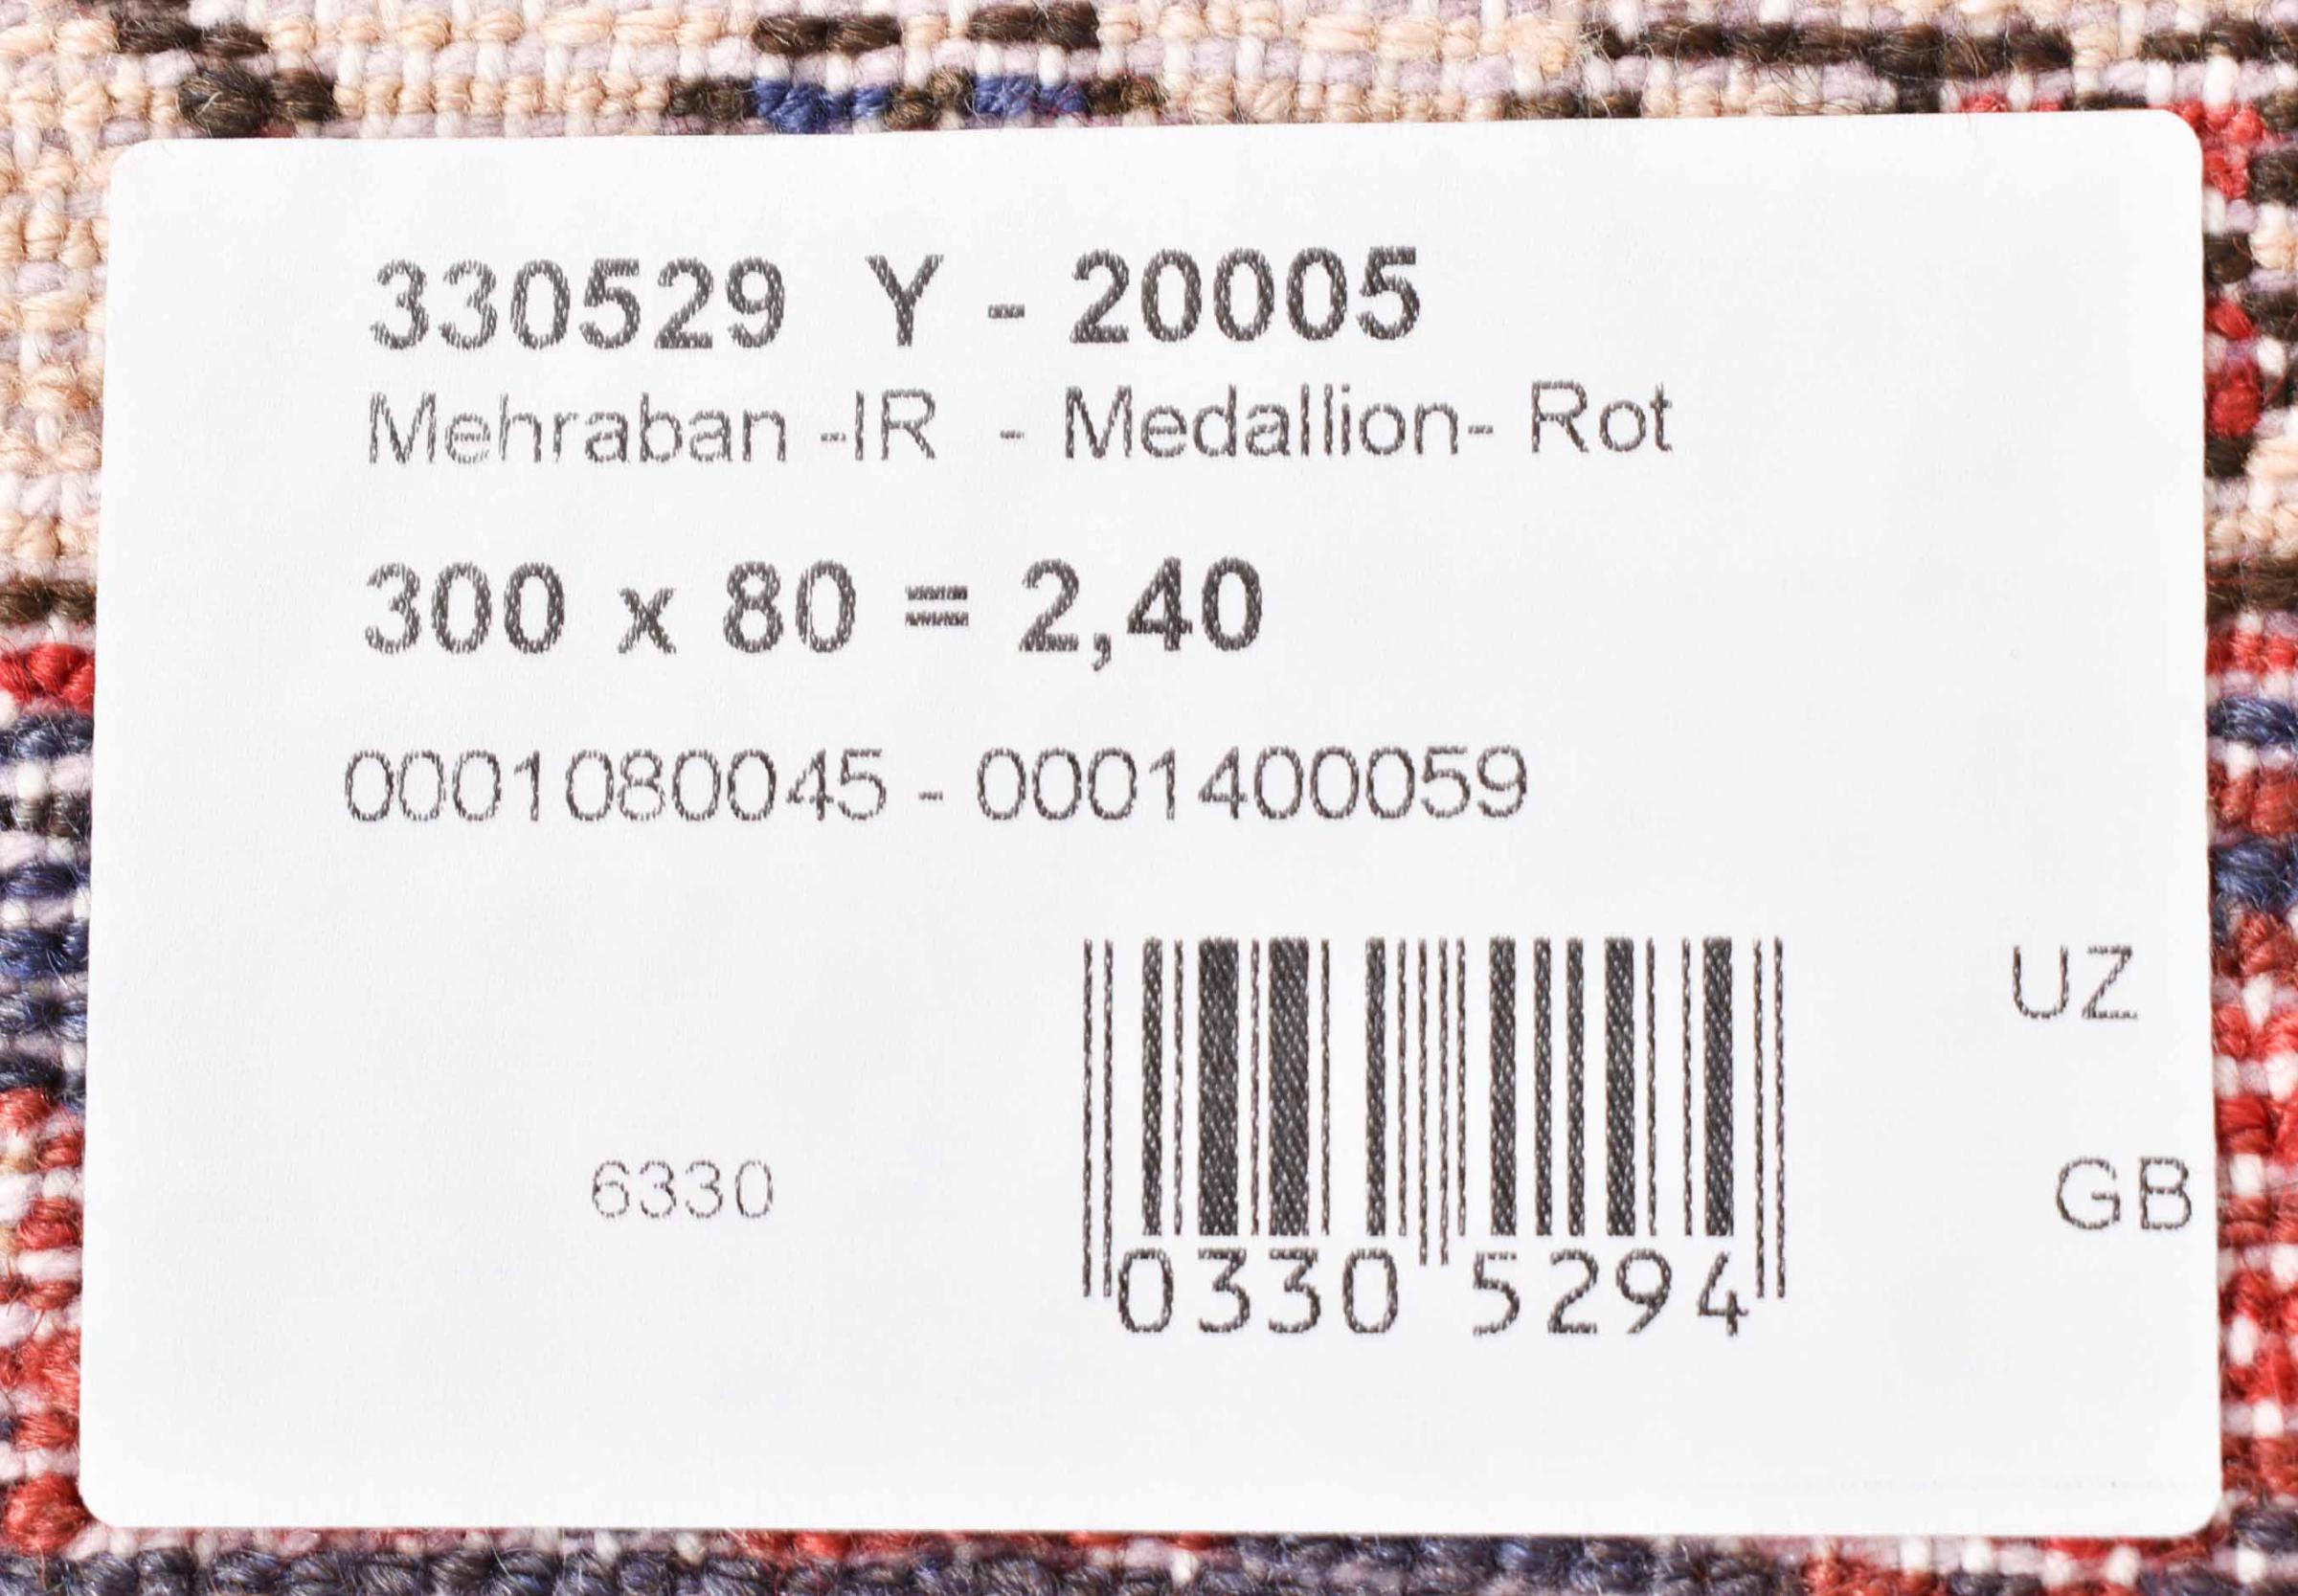 330529 Y - 20005
Mehraban -IR - Medallion- Rot
300 x 80 = 2,40
0001080045 - 0001400059
UZ
6330
GB
0330 5294